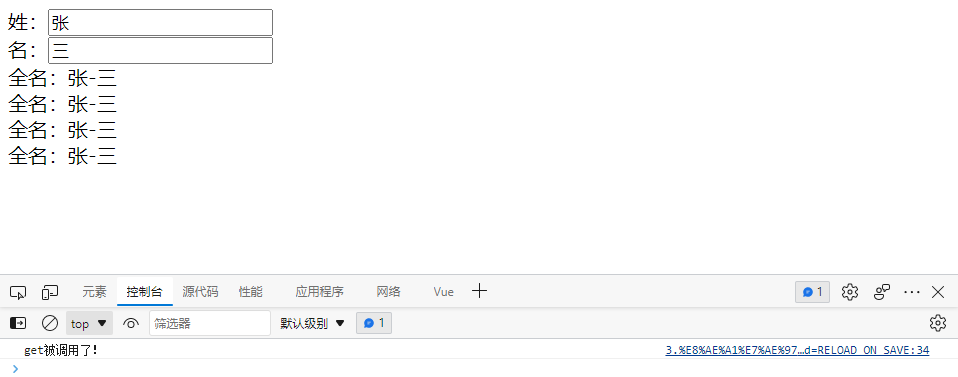 姓：张
名：三
全名：张-三
全名：张-三
全名：张-三
全名：张-三
元素 控制台 源代码 性能 应用程序 网络 Vue 1
top 筛选器 默认级别 1
get被调用了! 3.%E8%AE%A1%E7%AE%97…d=RELOAD_ON_SAVE:34